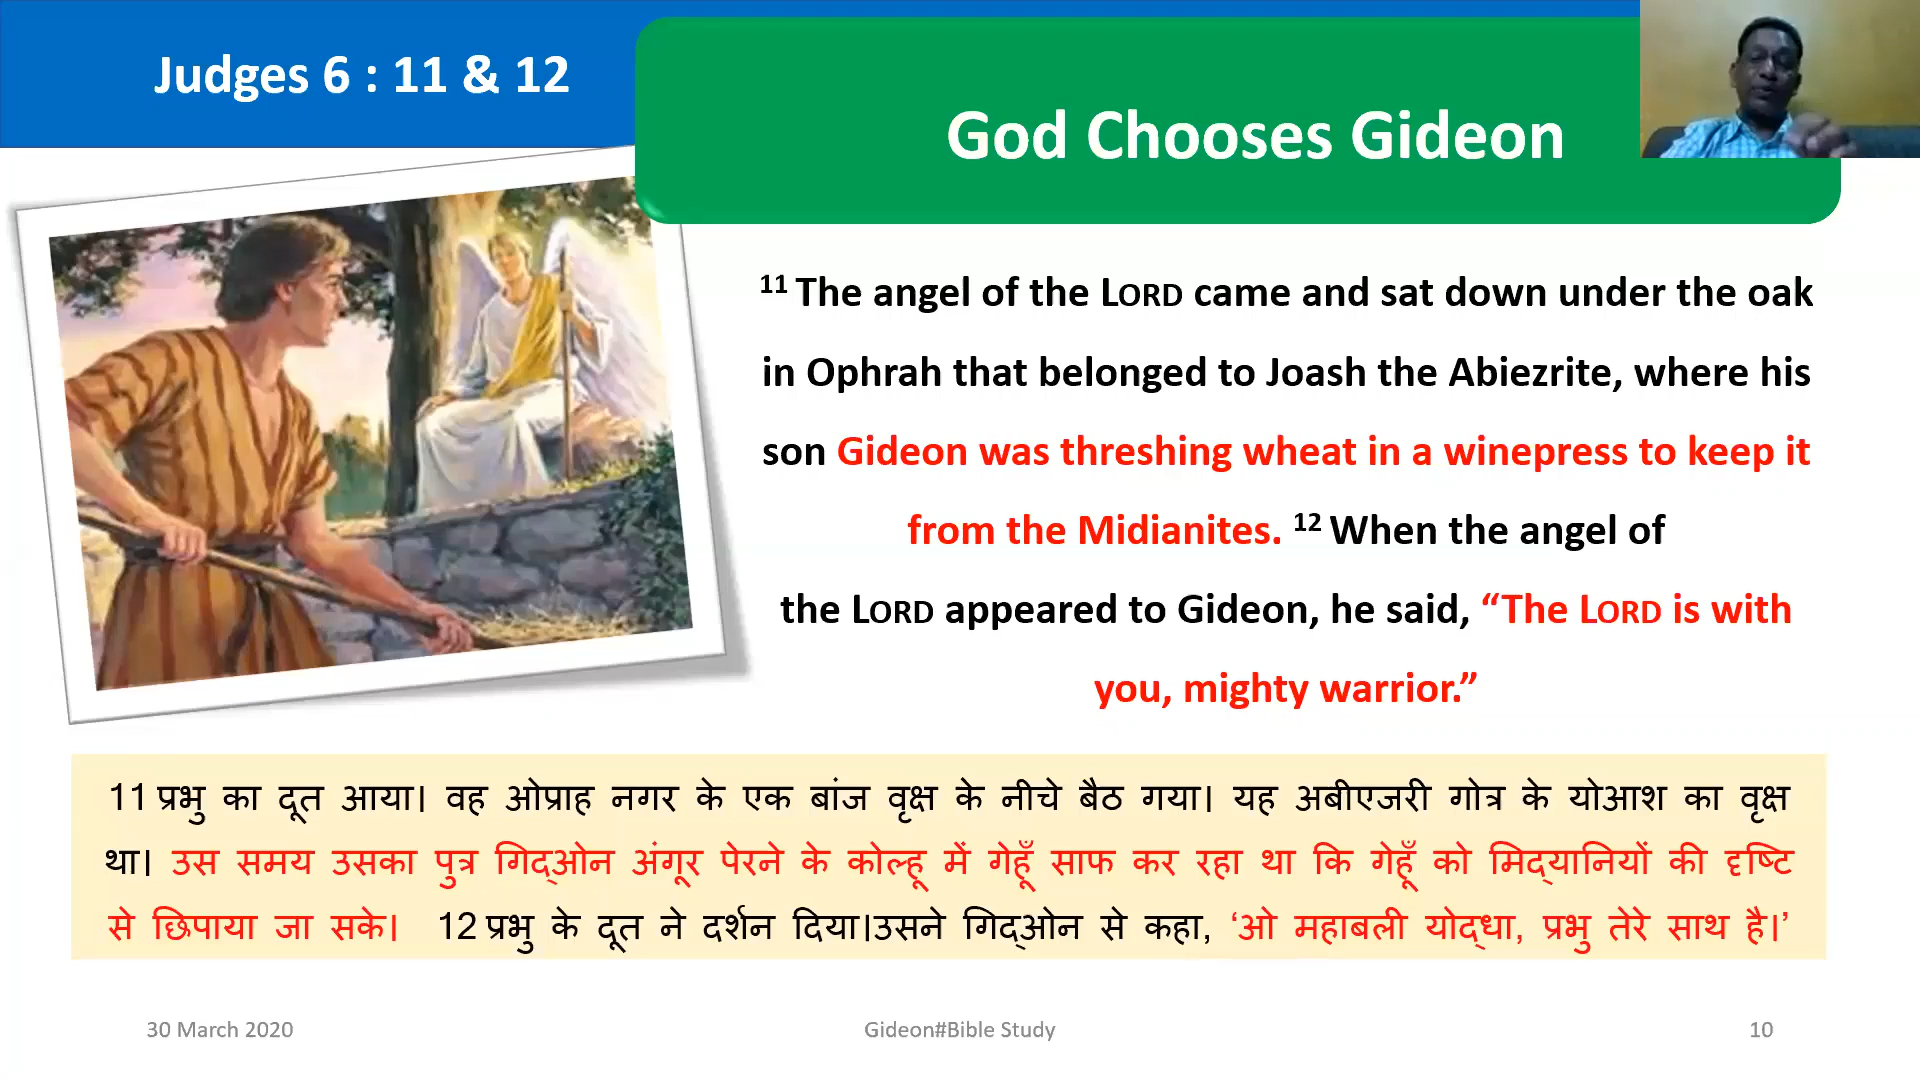 Judges 6 : 11 & 12
God Chooses Gideon
11 The angel of the LORD came and sat down under the oak
in Ophrah that belonged to Joash the Abiezrite, where his
son Gideon was threshing wheat in a winepress to keep it
from the Midianites. 12 When the angel of
the LORD appeared to Gideon, he said, “The LORD is with
you, mighty warrior.”
11 प्रभु का दूत आया। वह ओप्राह नगर के एक बांज वृक्ष के नीचे बैठ गया। यह अबीएजरी गोत्र के योआश का वृक्ष
था। उस समय उसका पुत्र गिद्ओन अंगूर पेरने के कोल्हू में गेहूँ साफ कर रहा था कि गेहूँ को मिद्यानियों की दृष्टि
से छिपाया जा सके। 12 प्रभु के दूत ने दर्शन दिया।उसने गिद्ओन से कहा, ‘ओ महाबली योद्धा, प्रभु तेरे साथ है।’
30 March 2020
Gideon#Bible Study
10